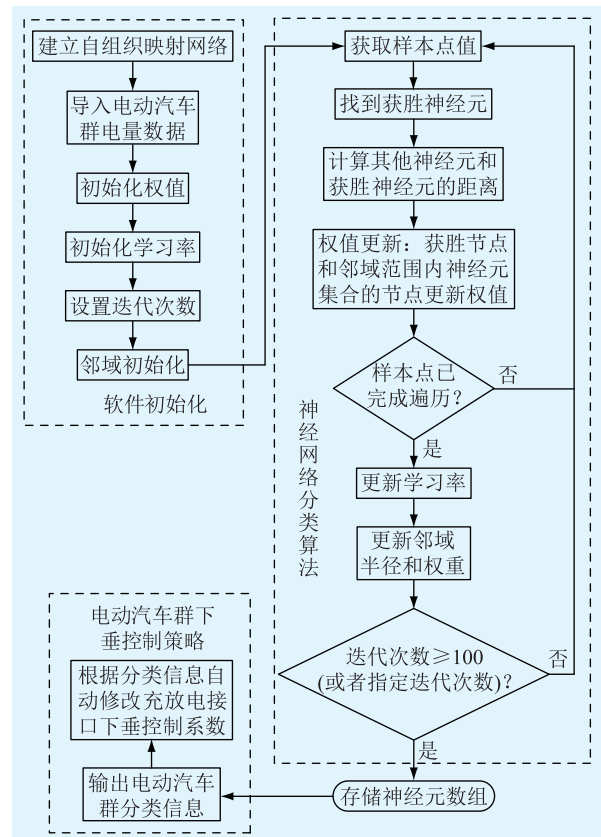 建立自组织映射网络
导入电动汽车
群电量数据
初始化权值
初始化学习率
设置迭代次数
邻域初始化
软件初始化
获取样本点值
找到获胜神经元
计算其他神经元和
获胜神经元的距离
权值更新：获胜节点
和邻域范围内神经元
集合的节点更新权值
样本点已
完成遍历？
否
是
更新学习率
更新邻域
半径和权重
迭代次数≥100
(或者指定迭代次数)？
否
是
神经网络分类算法
存储神经元数组
电动汽车群下
垂控制策略
根据分类信息自
动修改充放电接
口下垂控制系数
输出电动汽车
群分类信息